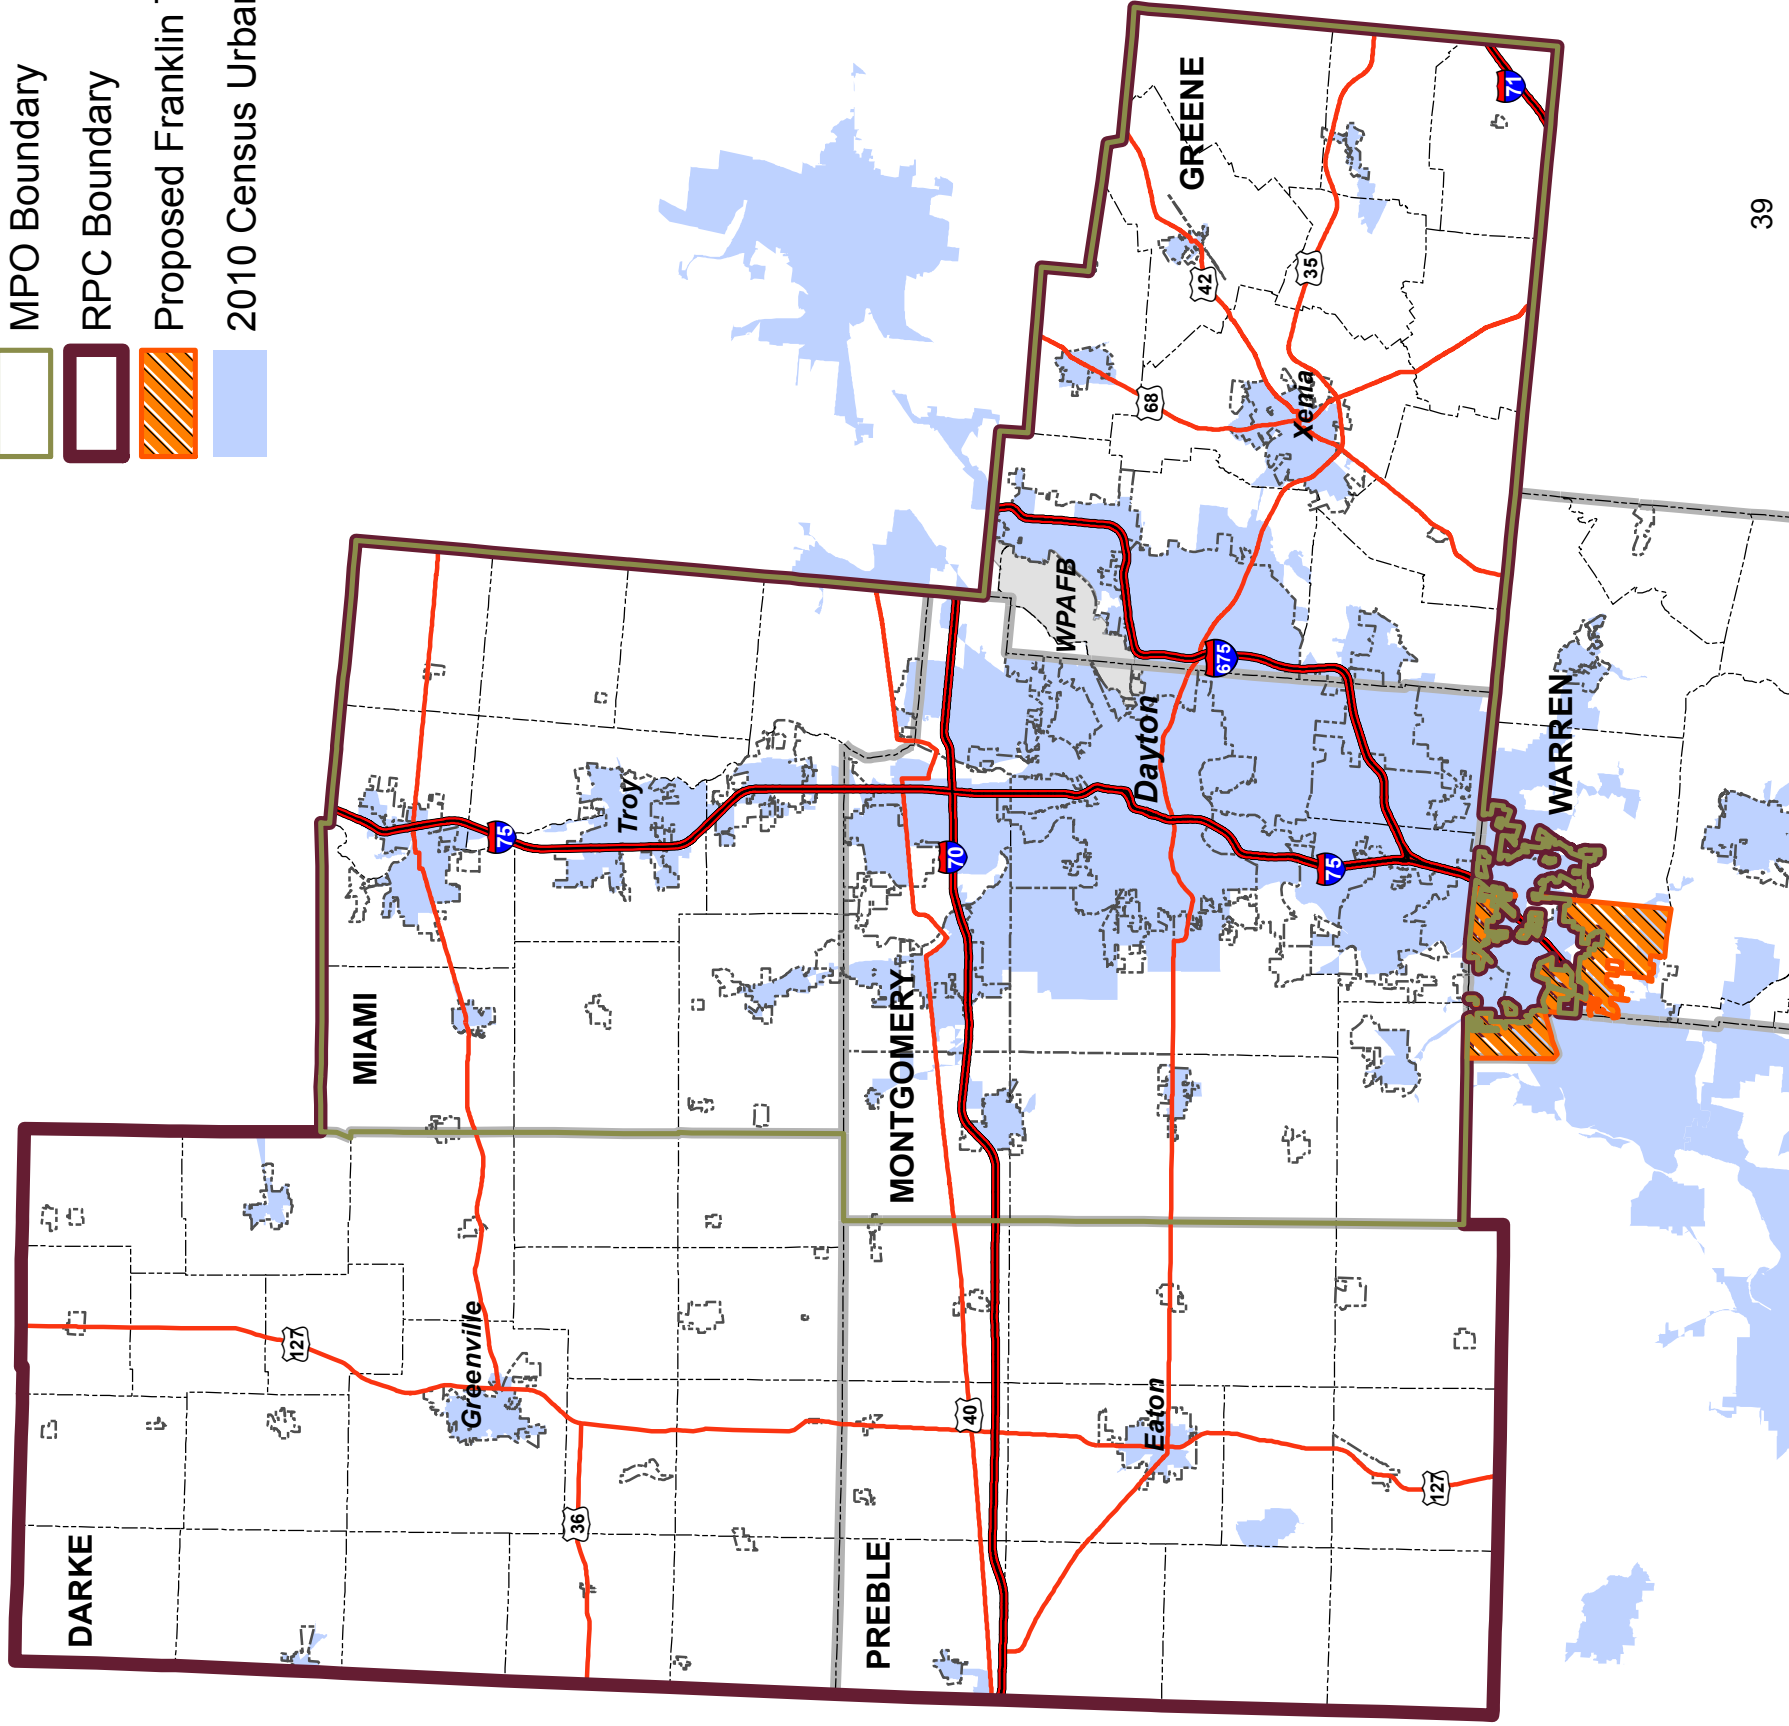 MPO Boundary
RPC Boundary
Proposed Franklin
2010 Census
DARKE
MIAMI
GREENE
MONTGOMERY
PREBLE
WARREN
Greenville
Troy
Dayton
WPAFB
Xenia
Eaton
127
36
75
70
40
127
75
675
68
42
35
71
39